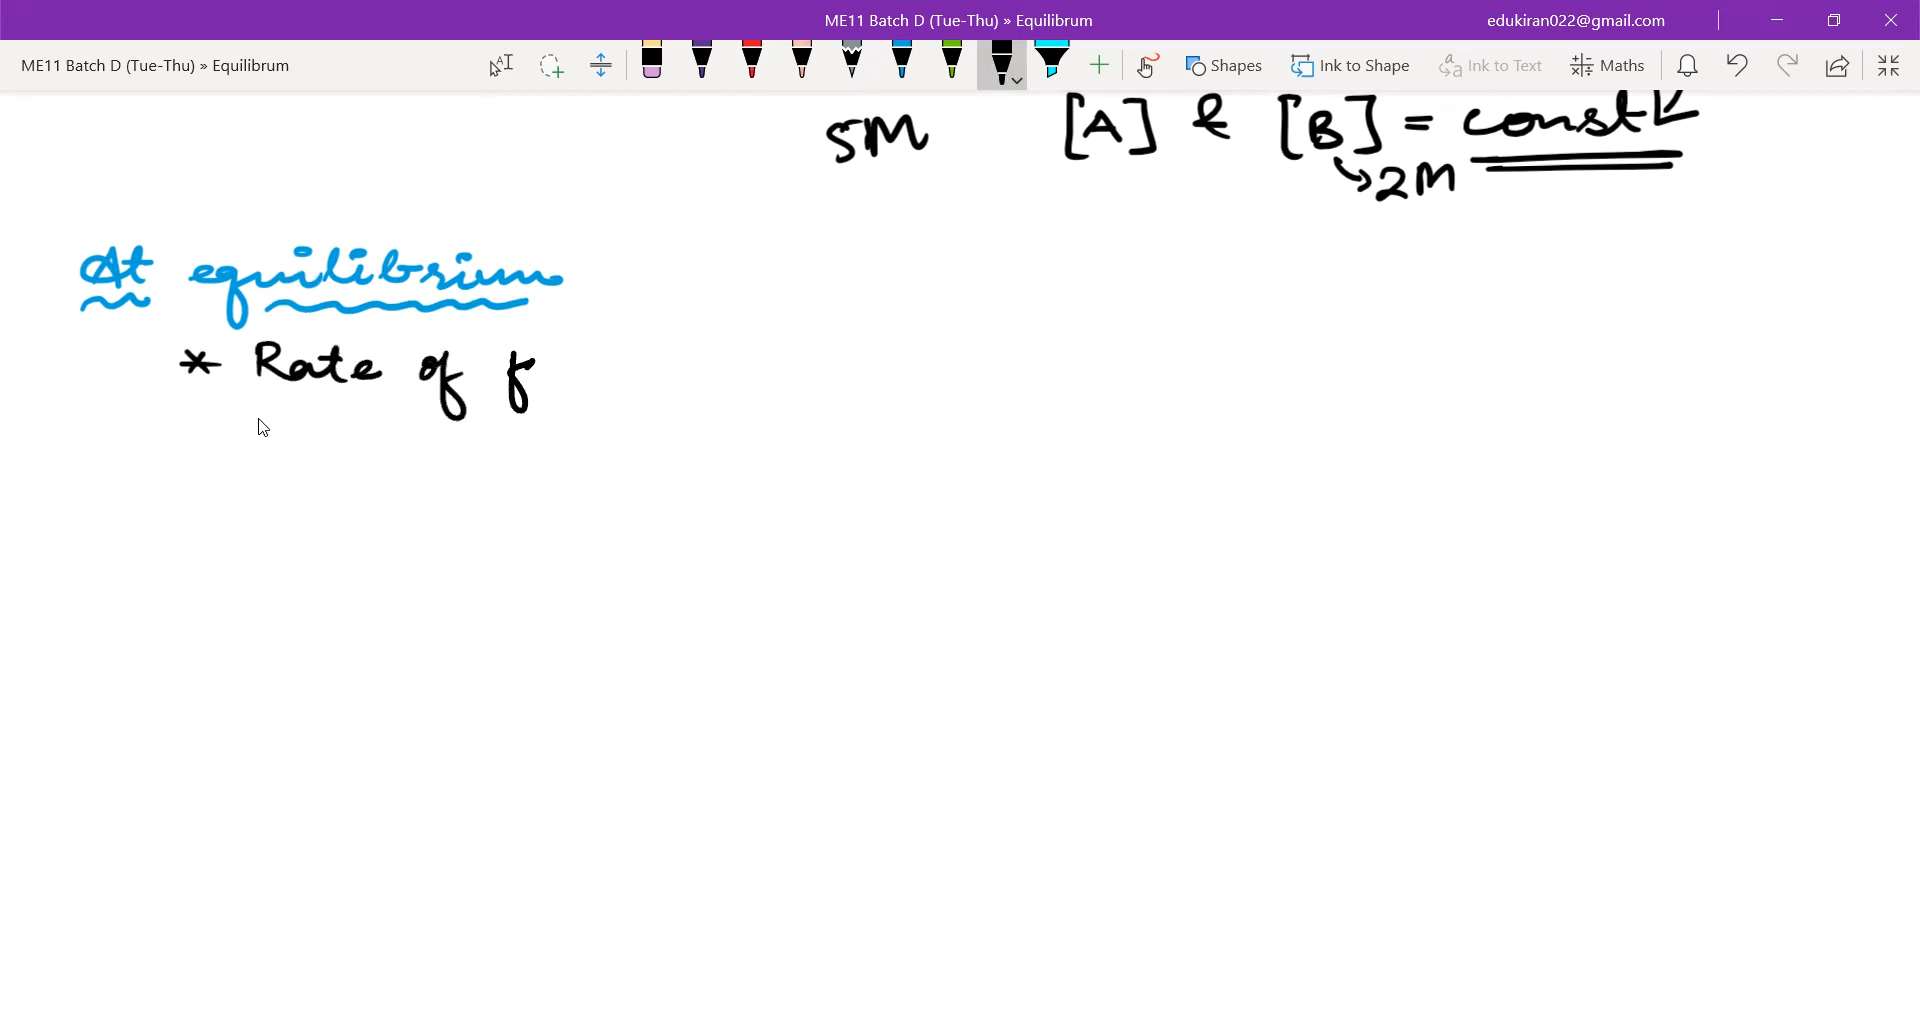 ME11 Batch D (Tue-Thu) » Equilibrum
edukiran022@gmail.com
ME11 Batch D (Tue-Thu) » Equilibrum
Shapes
Ink to Shape
Ink to Text
Maths
5M [A] & [B] = const
2M
At equilibrium
* Rate of f